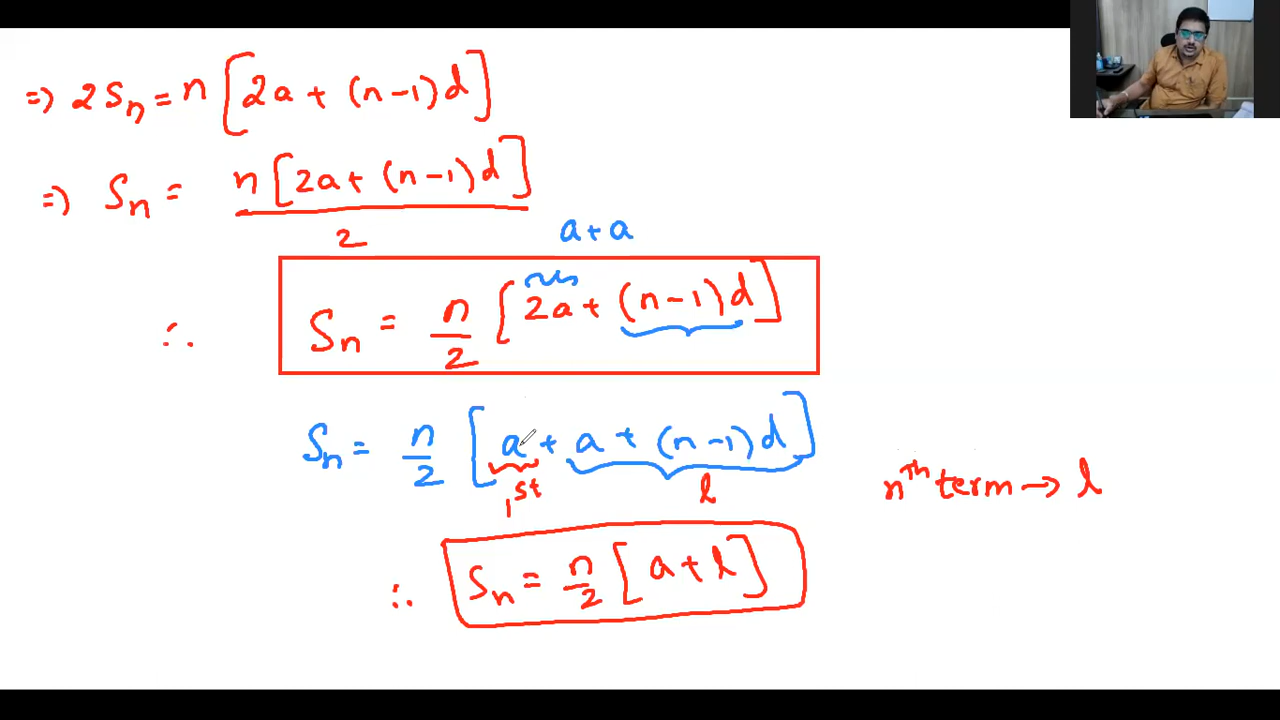 =) 2Sn = n [2a + (n-1)d]
=) Sn = n[2a + (n-1)d]
2
a + a
∴ Sn = n/2 [2a + (n-1)d]
Sn = n/2 [a + a + (n-1)d]
1st l
nth term → l
∴ Sn = n/2 [a + l]